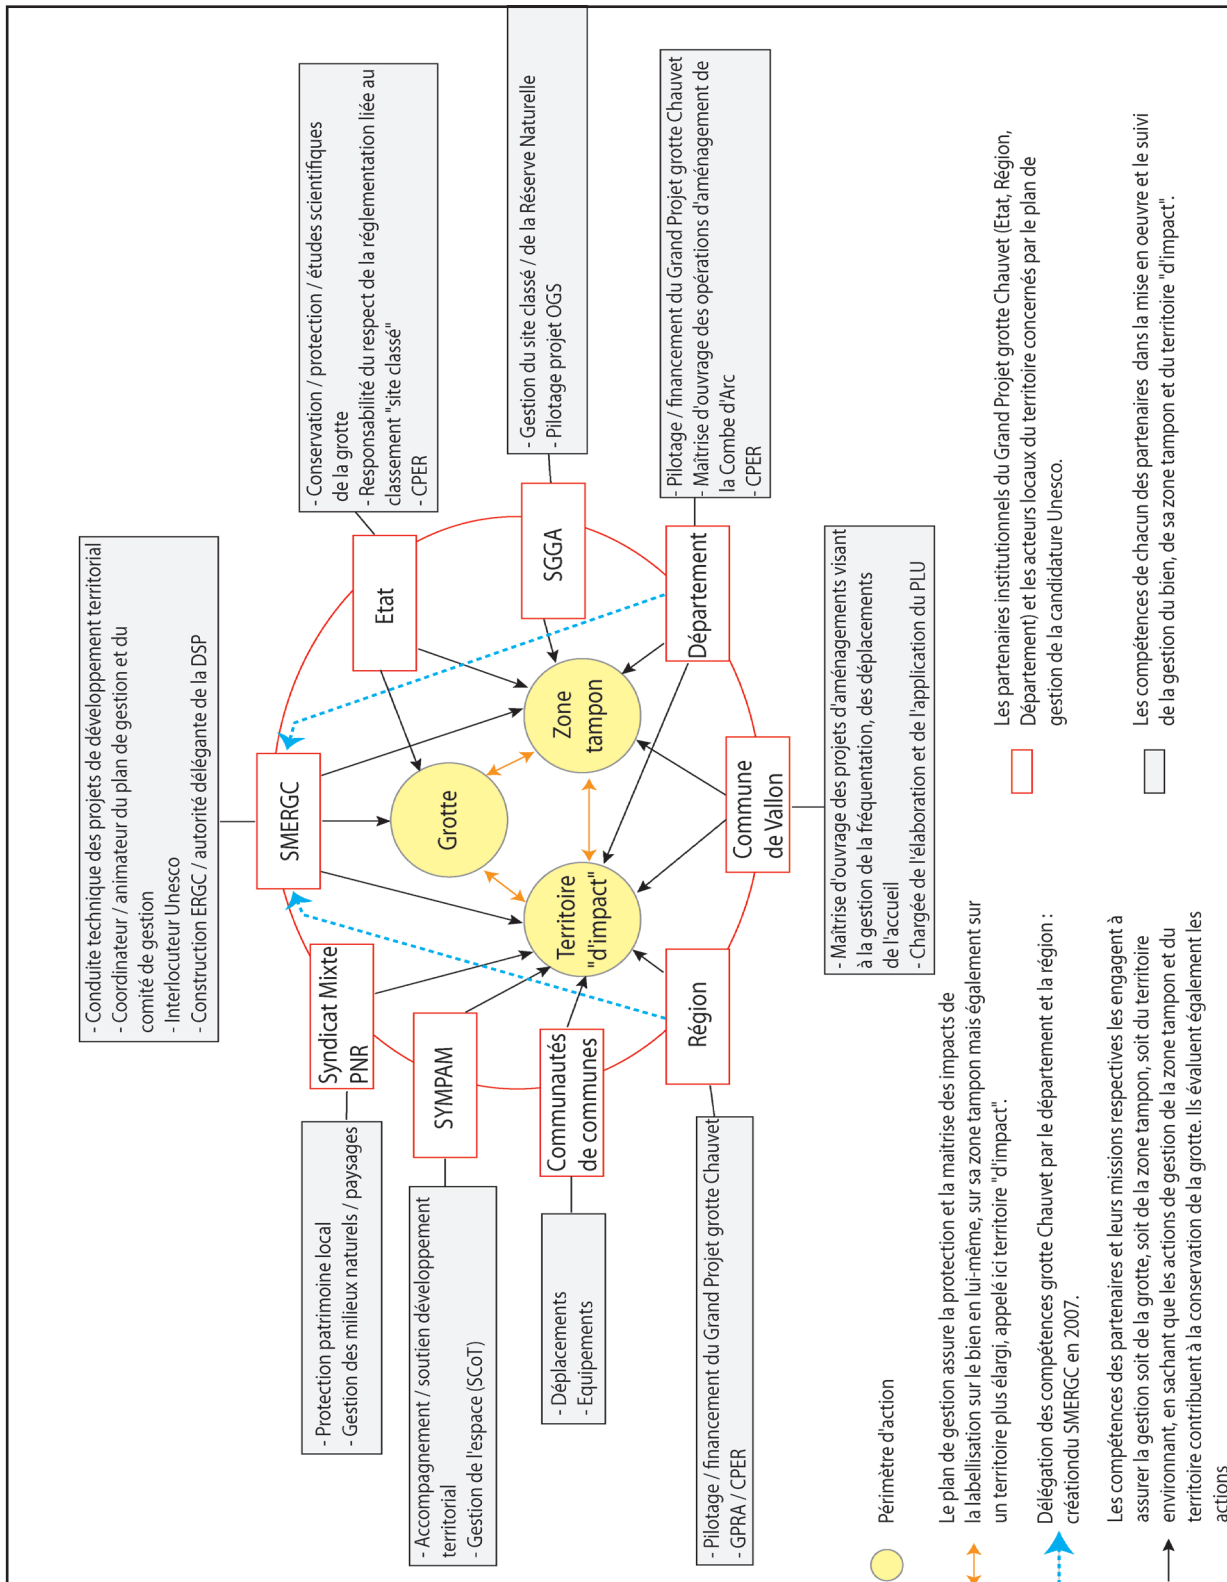 - Conduite technique des projets de développement territorial
- Coordinateur / animateur du plan de gestion et du
comité de gestion
- Interlocuteur Unesco
- Construction ERGC / autorité délégante de la DSP
- Protection patrimoine local
- Gestion des milieux naturels / paysages
Syndicat Mixte
PNR
SMERGC
Etat
- Conservation / protection / études scientifiques
de la grotte
- Responsabilité du respect de la réglementation liée au
classement "site classé"
- CPER
- Accompagnement / soutien développement
territorial
- Gestion de l'espace (SCoT)
SYMPAM
Grotte
SGGA
- Gestion du site classé / de la Réserve Naturelle
- Pilotage projet OGS
- Déplacements
- Equipements
Communautés
de communes
Territoire
"d'impact"
Zone
tampon
- Pilotage / financement du Grand Projet grotte Chauvet
- GPRA / CPER
Région
Commune
de Vallon
Département
- Pilotage / financement du Grand Projet grotte Chauvet
- Maîtrise d'ouvrage des opérations d'aménagement de
la Combe d'Arc
- CPER
- Maîtrise d'ouvrage des projets d'aménagements visant
à la gestion de la fréquentation, des déplacements
de l'accueil
- Chargée de l'élaboration et de l'application du PLU
Périmètre d'action
Le plan de gestion assure la protection et la maitrise des impacts de
la labellisation sur le bien en lui-même, sur sa zone tampon mais également sur
un territoire plus élargi, appelé ici territoire "d'impact".
Délégation des compétences grotte Chauvet par le département et la région :
créationdu SMERGC en 2007.
Les compétences des partenaires et leurs missions respectives les engagent à
assurer la gestion soit de la grotte, soit de la zone tampon, soit du territoire
environnant, en sachant que les actions de gestion de la zone tampon et du
territoire contribuent à la conservation de la grotte. Ils évaluent également les
actions
Les partenaires institutionnels du Grand Projet grotte Chauvet (Etat, Région,
Département) et les acteurs locaux du territoire concernés par le plan de
gestion de la candidature Unesco.
Les compétences de chacun des partenaires dans la mise en oeuvre et le suivi
de la gestion du bien, de sa zone tampon et du territoire "d'impact".